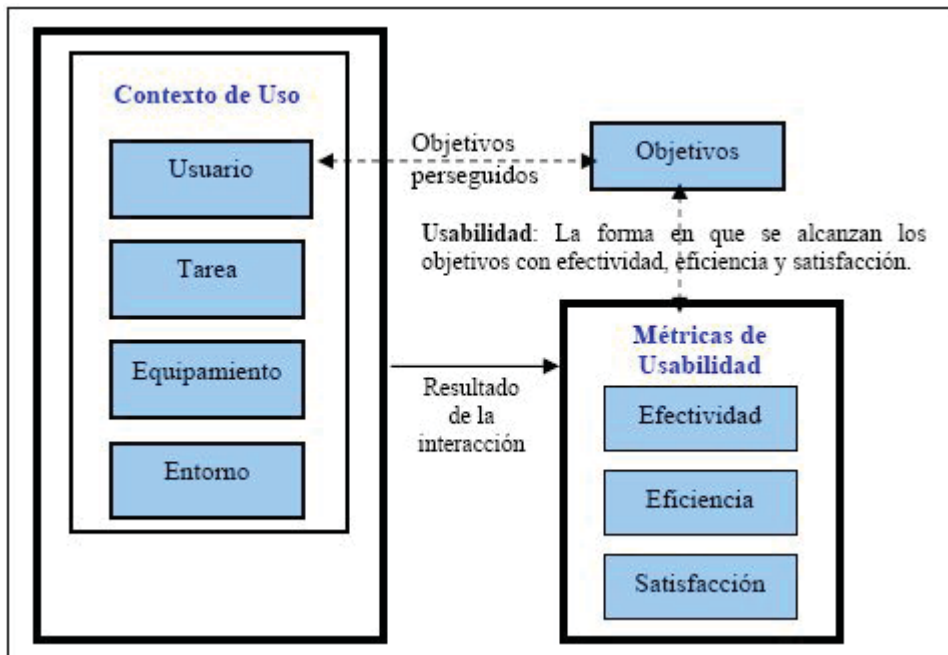 Contexto de Uso
Usuario
Tarea
Equipamiento
Entorno
Objetivos
perseguidos
Objetivos
Usabilidad: La forma en que se alcanzan los
objetivos con efectividad, eficiencia y satisfacción.
Resultado
de la
interacción
Métricas de
Usabilidad
Efectividad
Eficiencia
Satisfacción